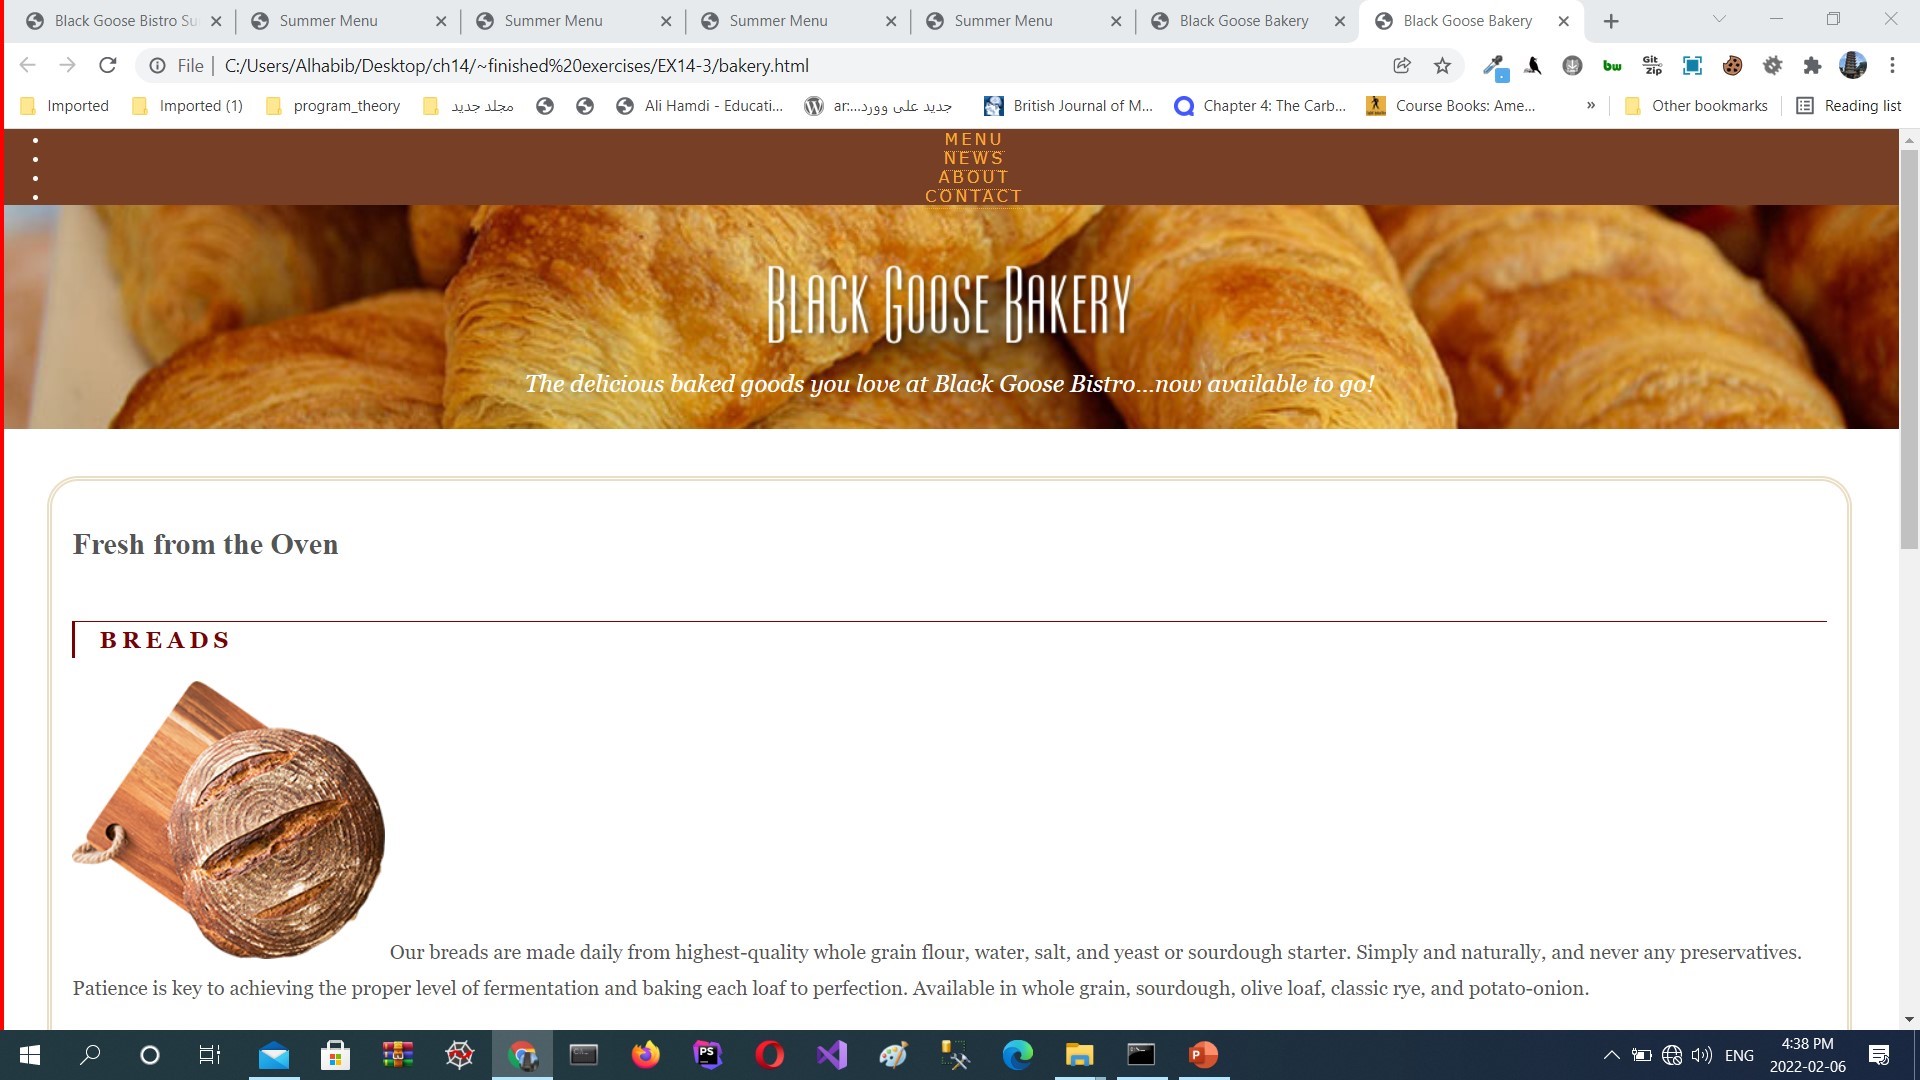 Black Goose Bistro Su
Summer Menu
Summer Menu
Summer Menu
Summer Menu
Black Goose Bakery
Black Goose Bakery
File
C:/Users/Alhabib/Desktop/ch14/~finished%20exercises/EX14-3/bakery.html
bw
Git
Zip
Imported
Imported (1)
program_theory
مجلد جديد
Ali Hamdi - Educati...
ar:...جديد على وورد
British Journal of M...
Chapter 4: The Carb...
Course Books: Ame...
»
Other bookmarks
Reading list
MENU
NEWS
ABOUT
CONTACT
BLACK GOOSE BAKERY
The delicious baked goods you love at Black Goose Bistro...now available to go!
Fresh from the Oven
BREADS
Our breads are made daily from highest-quality whole grain flour, water, salt, and yeast or sourdough starter. Simply and naturally, and never any preservatives.
Patience is key to achieving the proper level of fermentation and baking each loaf to perfection. Available in whole grain, sourdough, olive loaf, classic rye, and potato-onion.
PS
P
ENG
4:38 PM
2022-02-06